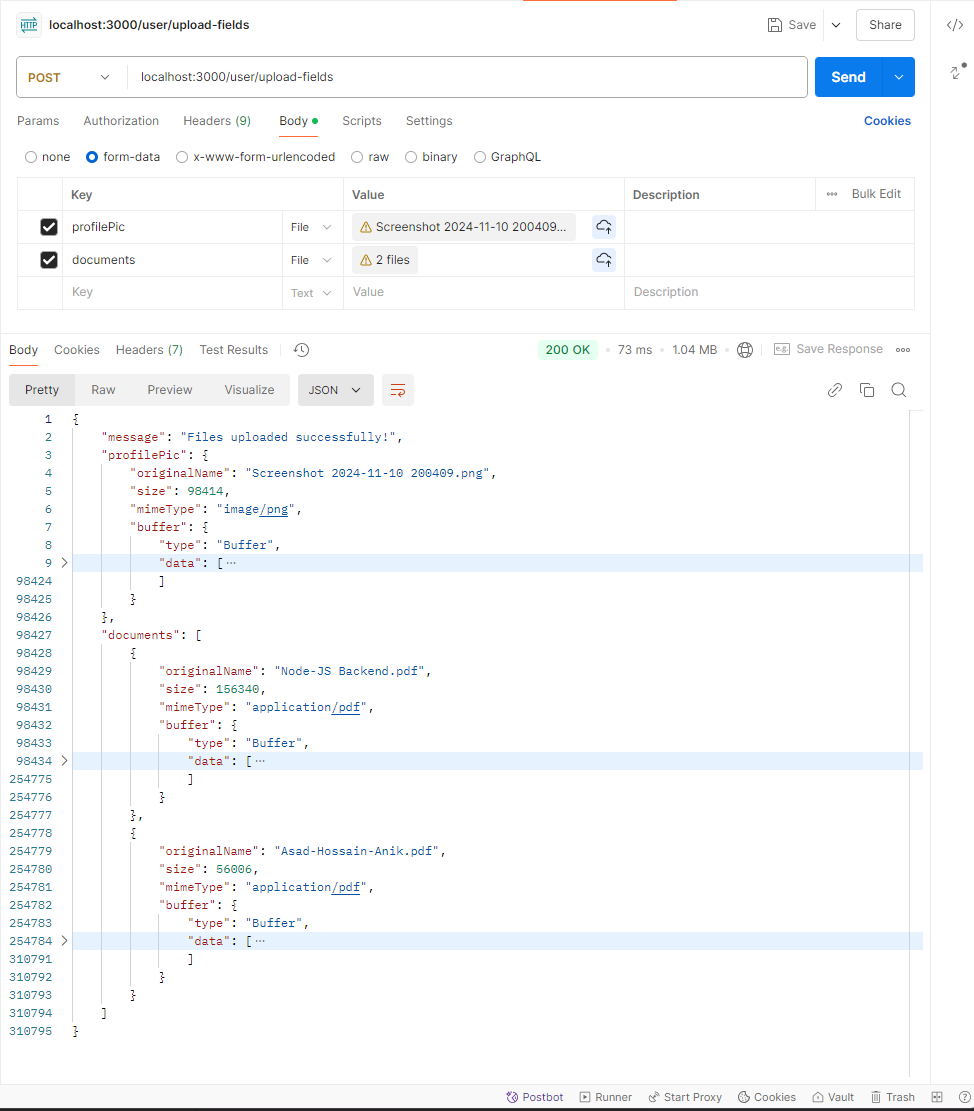 HTTP localhost:3000/user/upload-fields Save Share
POST localhost:3000/user/upload-fields Send
Params Authorization Headers (9) Body Scripts Settings Cookies
none form-data x-www-form-urlencoded raw binary GraphQL
Key Value Description Bulk Edit
profilePic File Screenshot 2024-11-10 200409...
documents File 2 files
Key Text Value Description
Body Cookies Headers (7) Test Results 200 OK 73 ms 1.04 MB e.g. Save Response
Pretty Raw Preview Visualize JSON
1 {
2 "message": "Files uploaded successfully!",
3 "profilePic": {
4 "originalName": "Screenshot 2024-11-10 200409.png",
5 "size": 98414,
6 "mimeType": "image/png",
7 "buffer": {
8 "type": "Buffer",
9 "data": [⋯
98424 ]
98425 }
98426 },
98427 "documents": [
98428 {
98429 "originalName": "Node-JS Backend.pdf",
98430 "size": 156340,
98431 "mimeType": "application/pdf",
98432 "buffer": {
98433 "type": "Buffer",
98434 "data": [⋯
254775 ]
254776 }
254777 },
254778 {
254779 "originalName": "Asad-Hossain-Anik.pdf",
254780 "size": 56006,
254781 "mimeType": "application/pdf",
254782 "buffer": {
254783 "type": "Buffer",
254784 "data": [⋯
310791 ]
310792 }
310793 }
310794 ]
310795 }
Postbot Runner Start Proxy Cookies Vault Trash